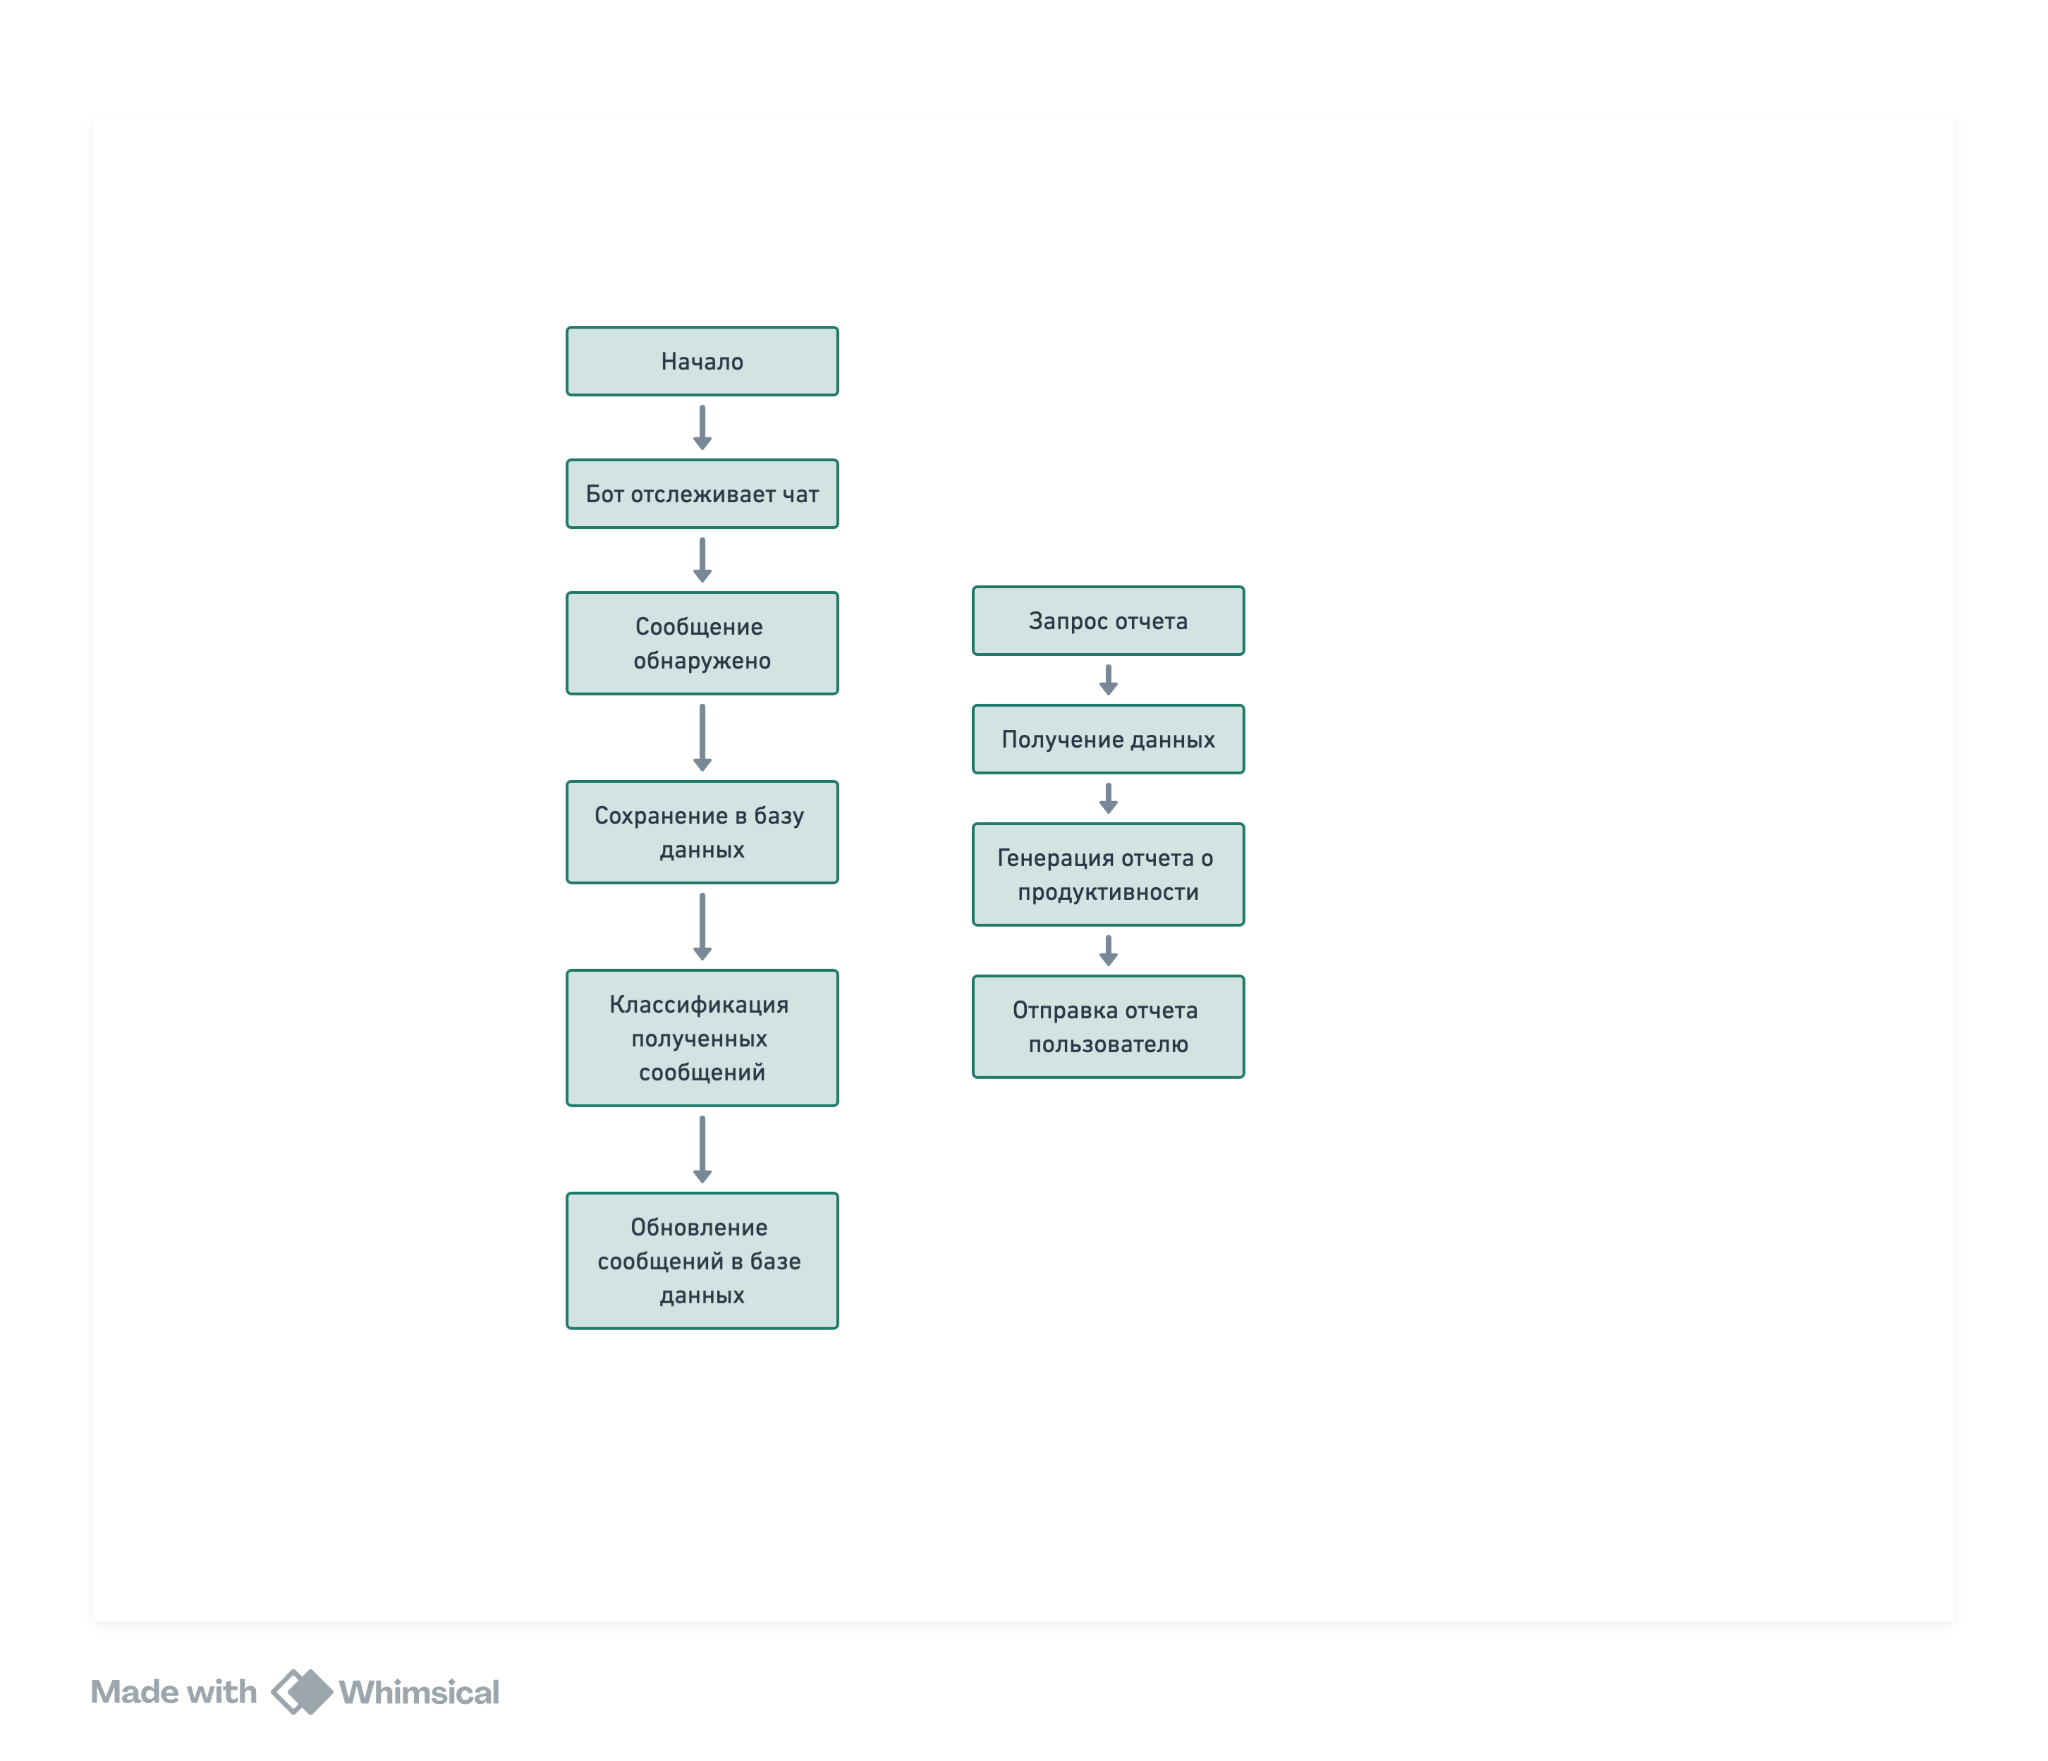 Начало
Бот отслеживает чат
Сообщение
обнаружено
Сохранение в базу
данных
Классификация
полученных
сообщений
Обновление
сообщений в базе
данных
Запрос отчета
Получение данных
Генерация отчета о
продуктивности
Отправка отчета
пользователю
Made with Whimsical